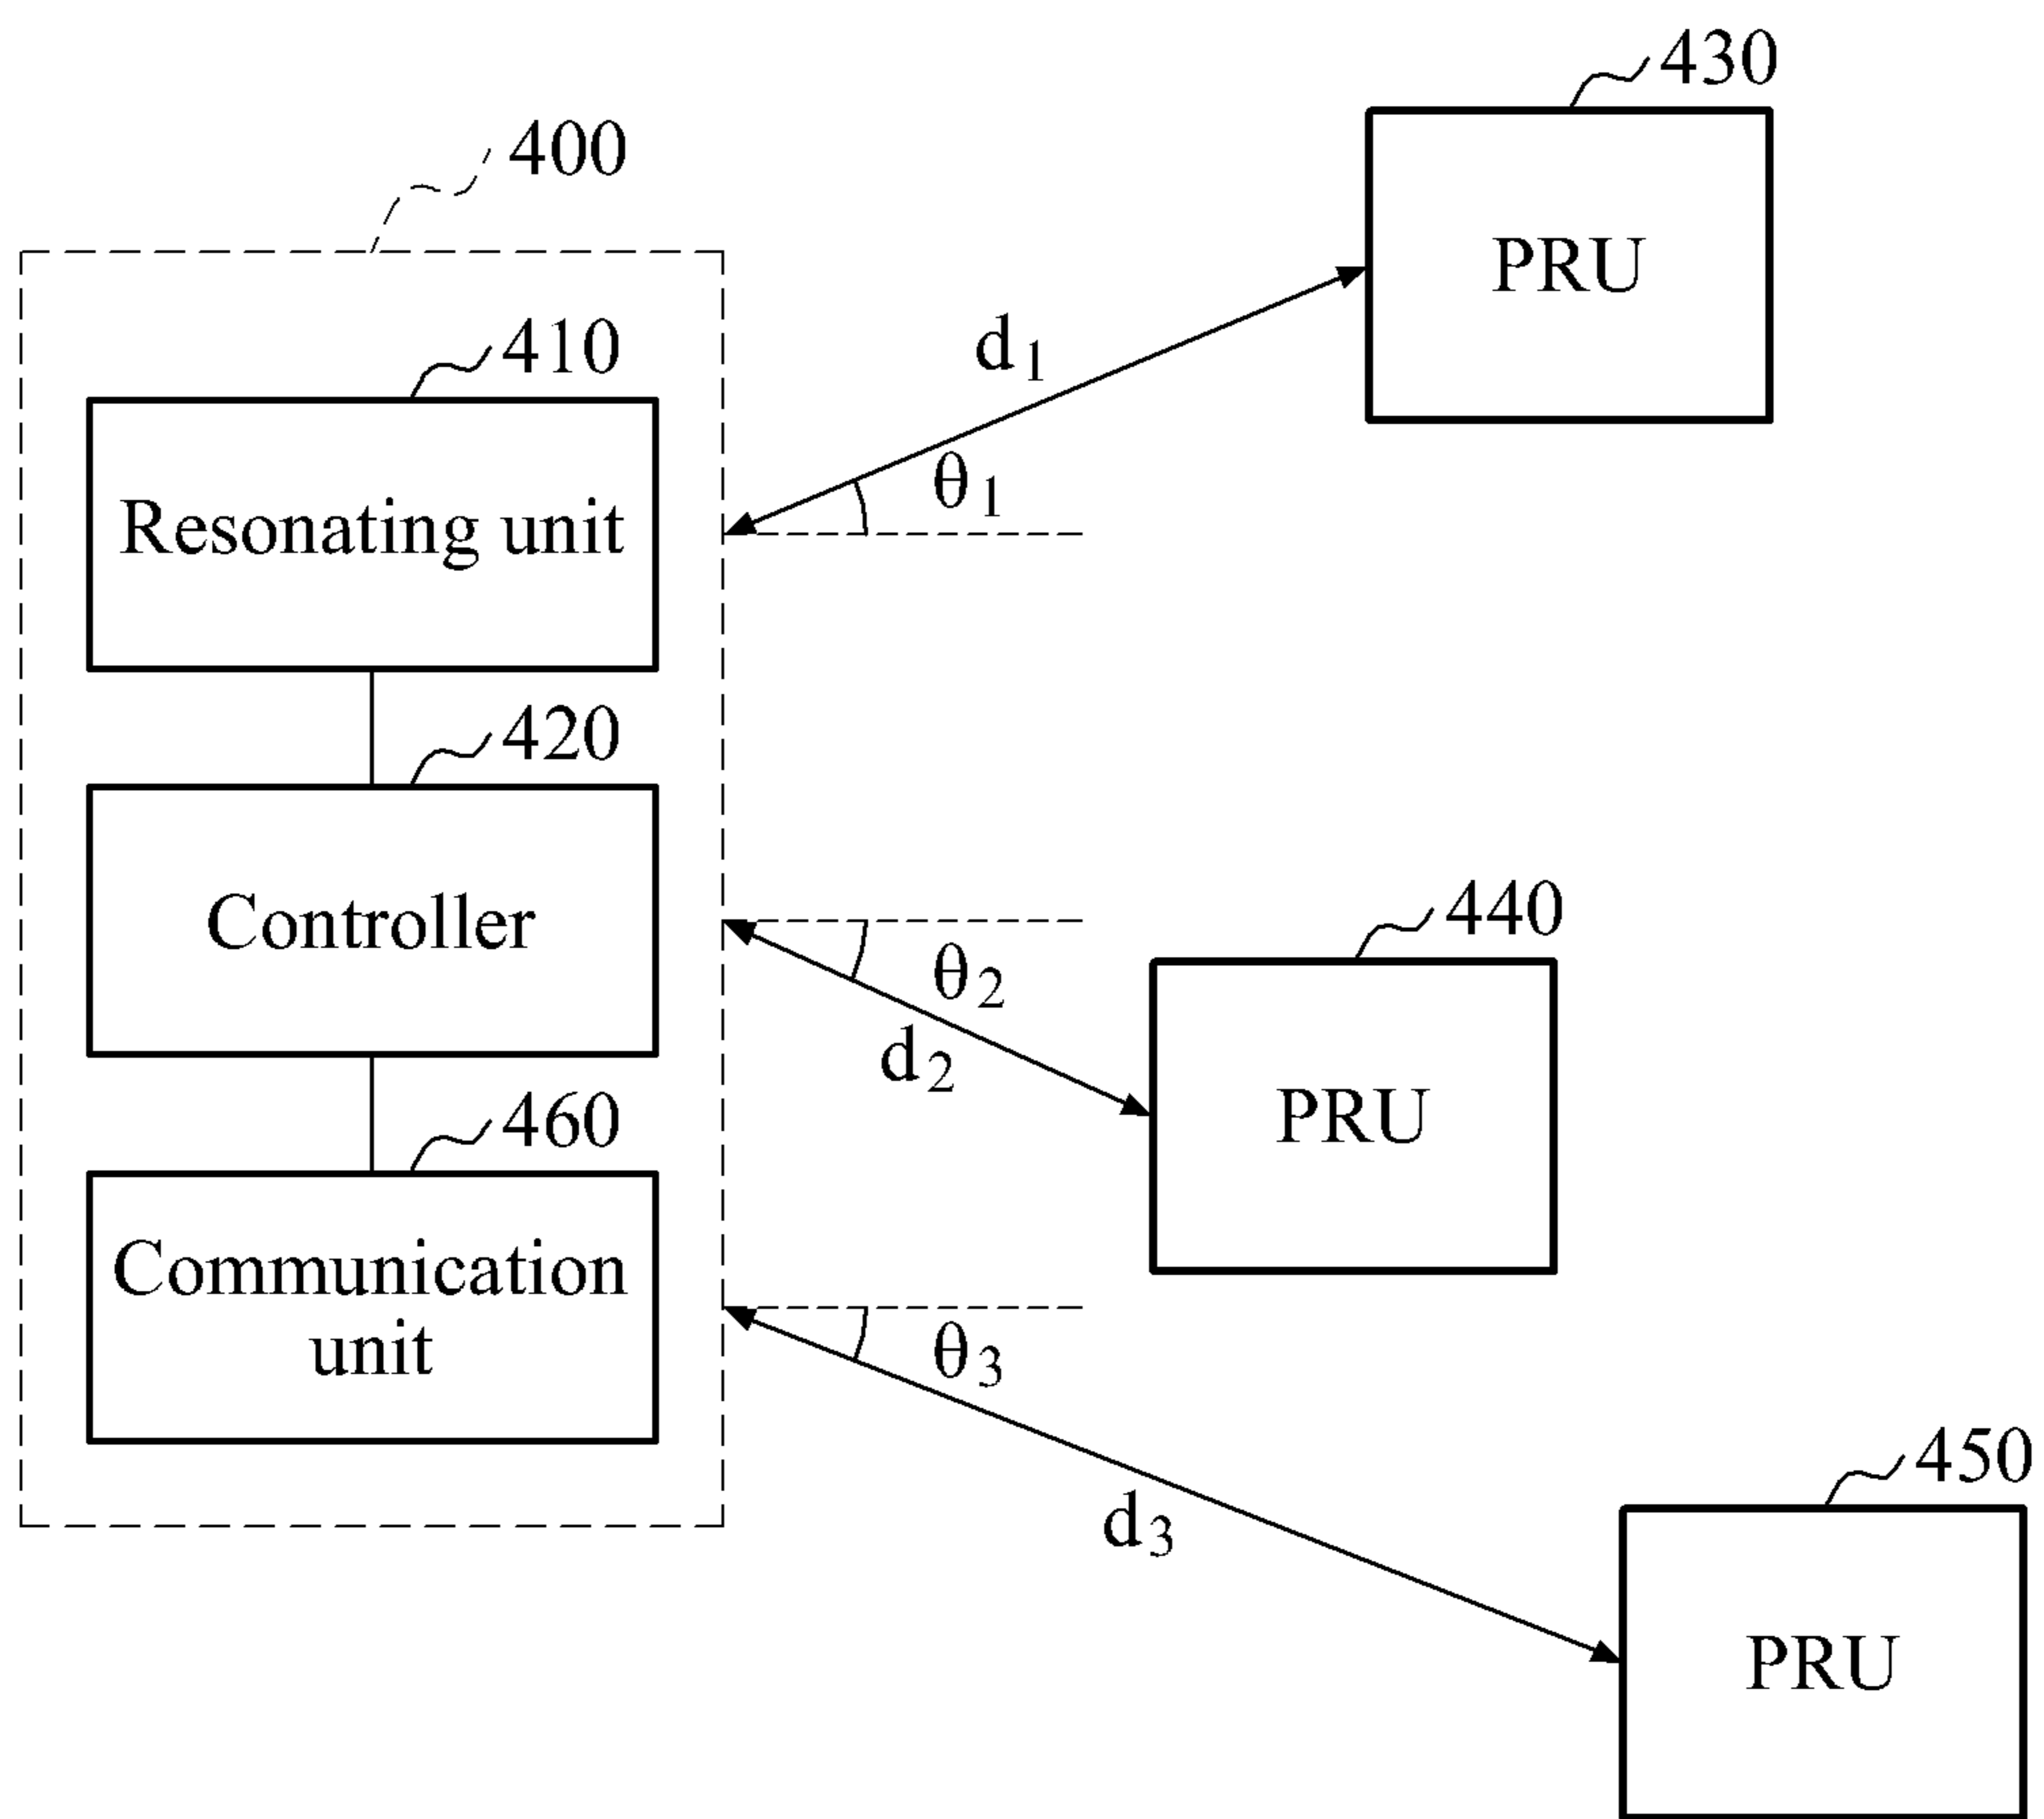 430
400
PRU
410
d1
θ1
Resonating unit
420
440
Controller
θ2
d2
PRU
460
Communication
unit
θ3
450
d3
PRU